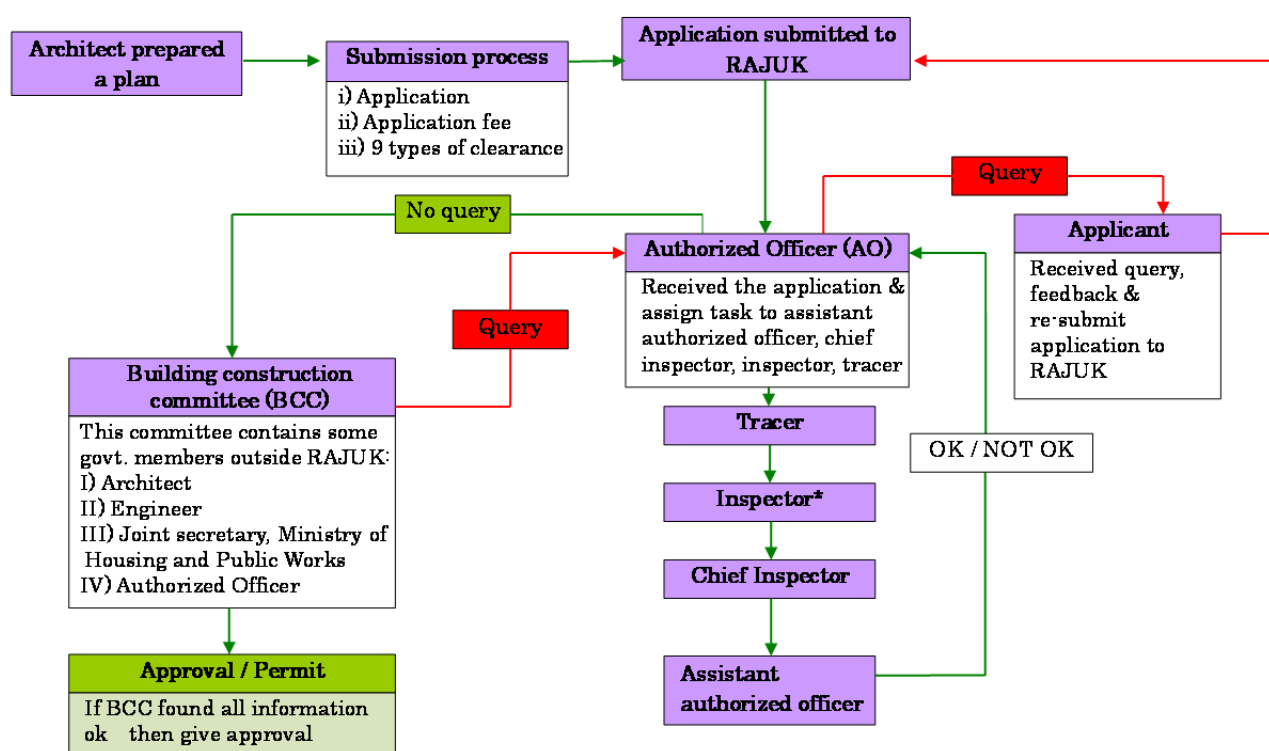 Architect prepared
a plan
Submission process
i) Application
ii) Application fee
iii) 9 types of clearance
Application submitted to
RAJUK
Query
No query
Applicant
Received query,
feedback &
re-submit
application to
RAJUK
Authorized Officer (AO)
Received the application &
assign task to assistant
authorized officer, chief
inspector, inspector, tracer
Query
Building construction
committee (BCC)
This committee contains some
govt. members outside RAJUK:
I) Architect
II) Engineer
III) Joint secretary, Ministry of
Housing and Public Works
IV) Authorized Officer
Tracer
OK / NOT OK
Inspector*
Chief Inspector
Assistant
authorized officer
Approval / Permit
If BCC found all information
ok then give approval